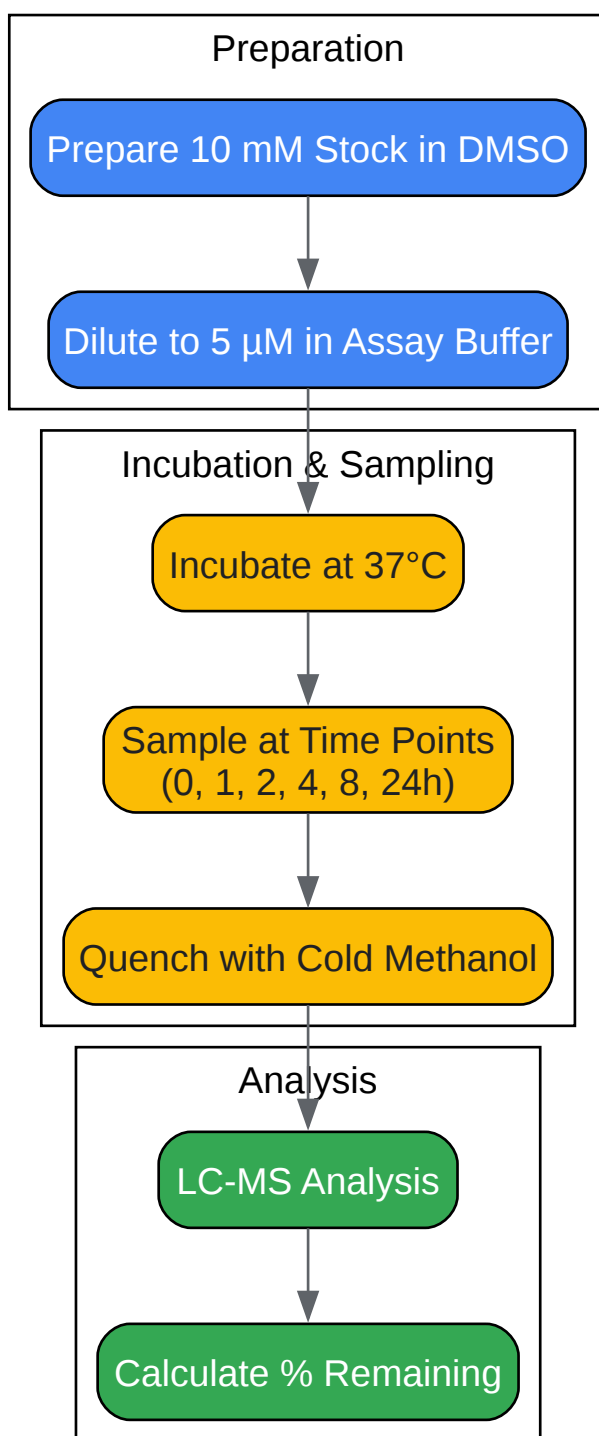 Preparation
Prepare 10 mM Stock in DMSO
Dilute to 5 µM in Assay Buffer
Incubation & Sampling
Incubate at 37°C
Sample at Time Points
(0, 1, 2, 4, 8, 24h)
Quench with Cold Methanol
Analysis
LC-MS Analysis
Calculate % Remaining